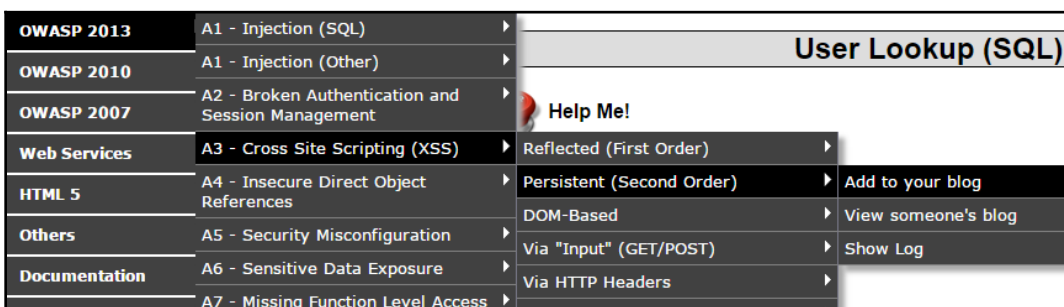 OWASP 2013
OWASP 2010
OWASP 2007
Web Services
HTML 5
Others
Documentation
A1 - Injection (SQL)
A1 - Injection (Other)
A2 - Broken Authentication and
Session Management
A3 - Cross Site Scripting (XSS)
A4 - Insecure Direct Object
References
A5 - Security Misconfiguration
A6 - Sensitive Data Exposure
A7 - Missing Function Level Access
User Lookup (SQL)
Help Me!
Reflected (First Order)
Persistent (Second Order)
DOM-Based
Via "Input" (GET/POST)
Via HTTP Headers
Add to your blog
View someone's blog
Show Log